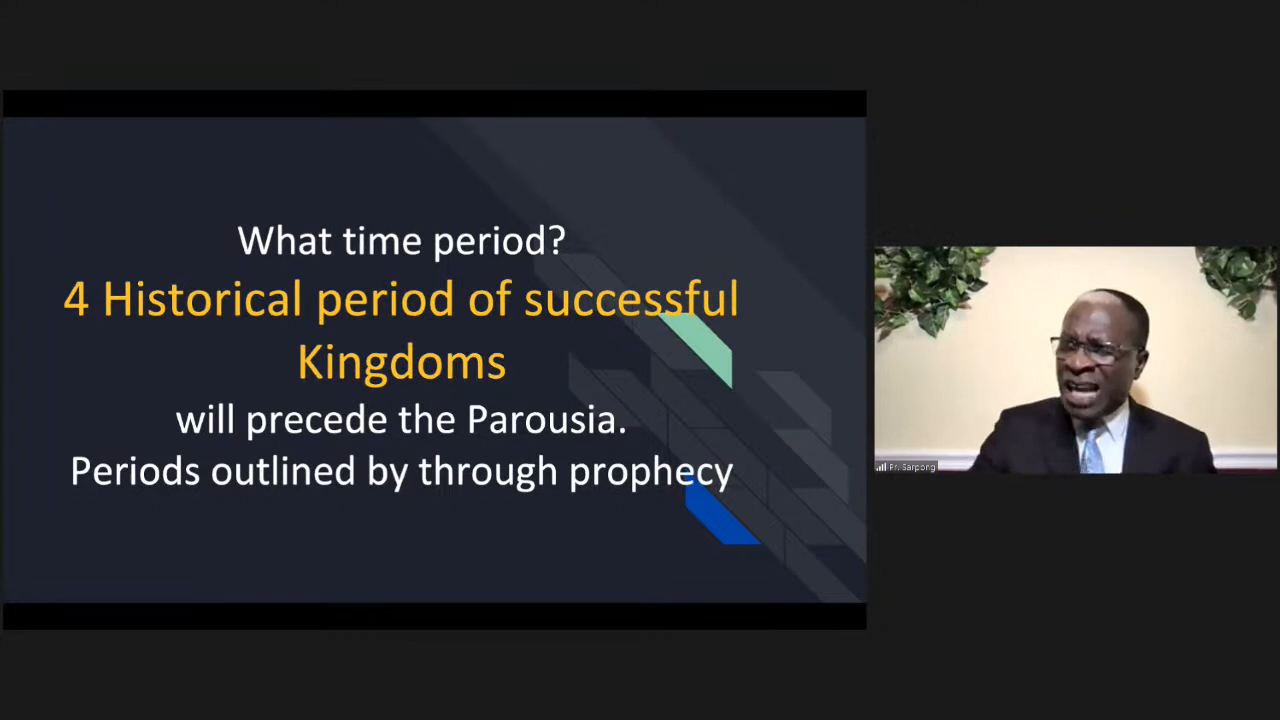 What time period?
4 Historical period of successful
Kingdoms
will precede the Parousia.
Periods outlined by through prophecy
Pr. Sarpong